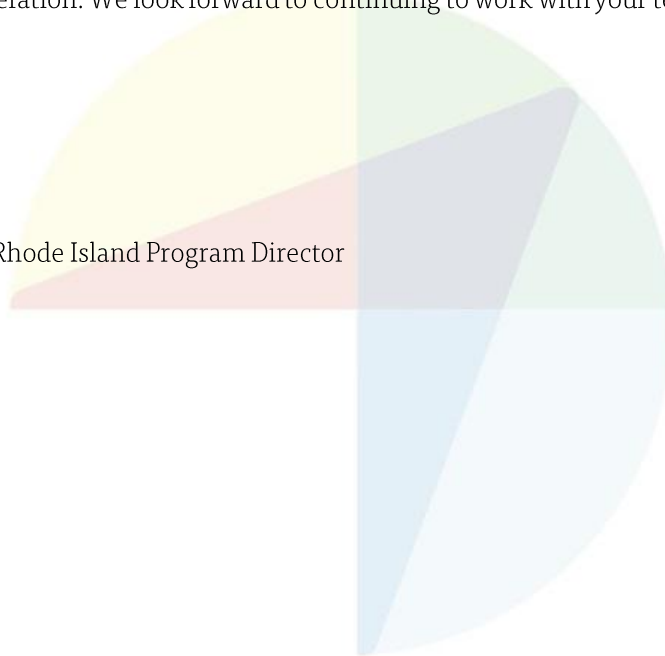 eration. We look forward to continuing to work with your
Rhode Island Program Director